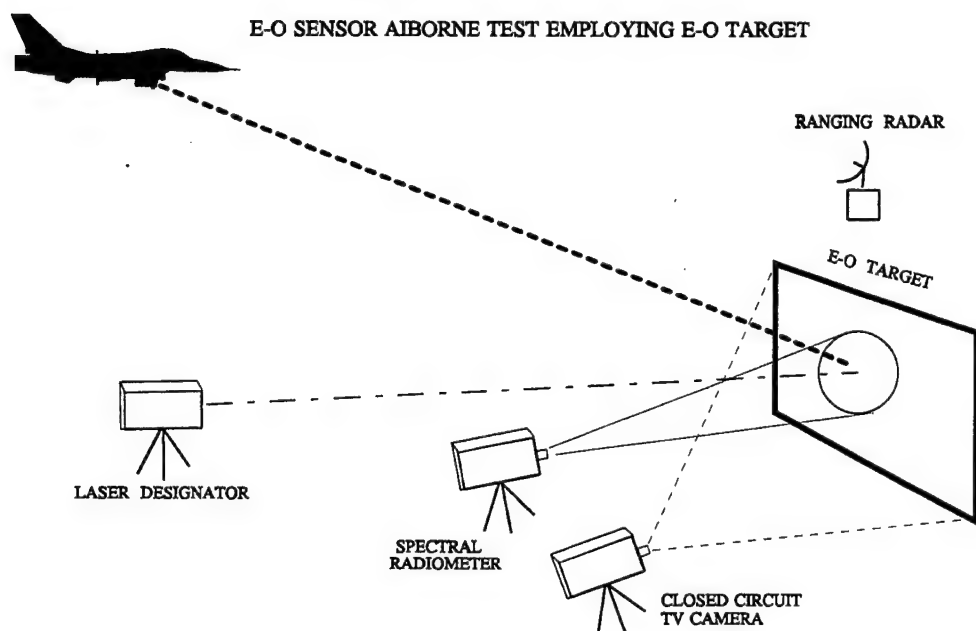 E-O SENSOR AIBORNE TEST EMPLOYING E-O TARGET
RANGING RADAR
E-O TARGET
LASER DESIGNATOR
SPECTRAL
RADIOMETER
CLOSED CIRCUIT
TV CAMERA